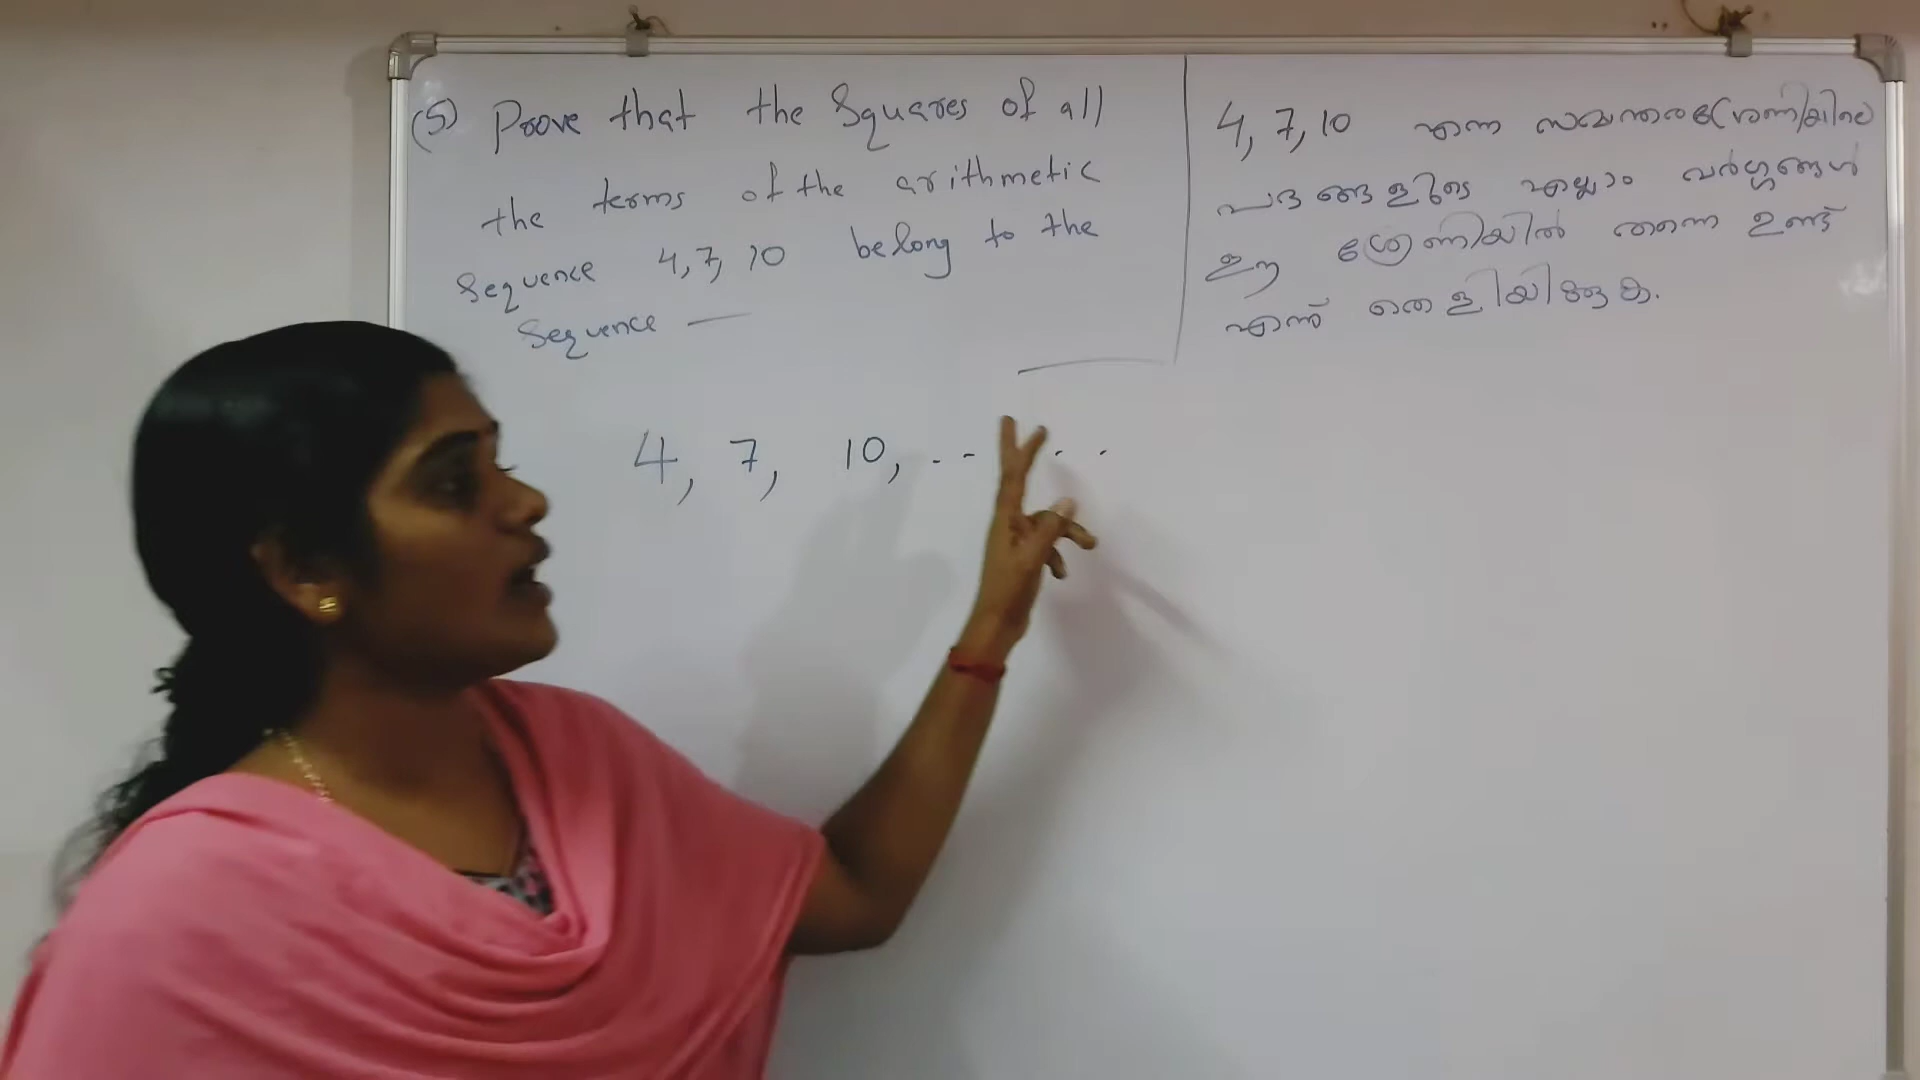 (5) Prove that the squares of all
the terms of the arithmetic
sequence 4, 7, 10 belong to the
sequence —
4, 7, 10 എന്ന സമാന്തരശ്രേണിയിലെ
പദങ്ങളുടെ എല്ലാം വർഗ്ഗങ്ങൾ
ഈ ശ്രേണിയിൽ തന്നെ ഉണ്ട്
എന്ന് തെളിയിക്കുക.
4, 7, 10, .. .. ..